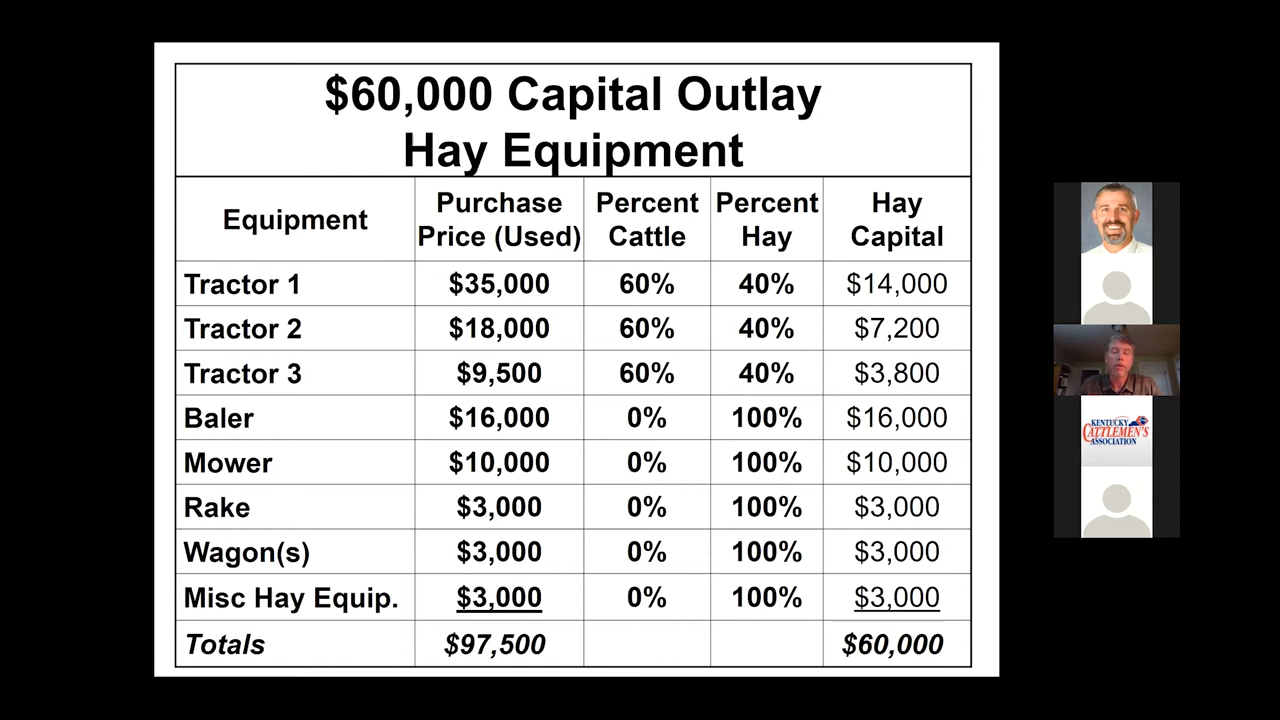 $60,000 Capital Outlay
Hay Equipment
Equipment Purchase Price (Used) Percent Cattle Percent Hay Hay Capital
Tractor 1 $35,000 60% 40% $14,000
Tractor 2 $18,000 60% 40% $7,200
Tractor 3 $9,500 60% 40% $3,800
Baler $16,000 0% 100% $16,000
Mower $10,000 0% 100% $10,000
Rake $3,000 0% 100% $3,000
Wagon(s) $3,000 0% 100% $3,000
Misc Hay Equip. $3,000 0% 100% $3,000
Totals $97,500 $60,000
KENTUCKY
CATTLEMEN'S
ASSOCIATION